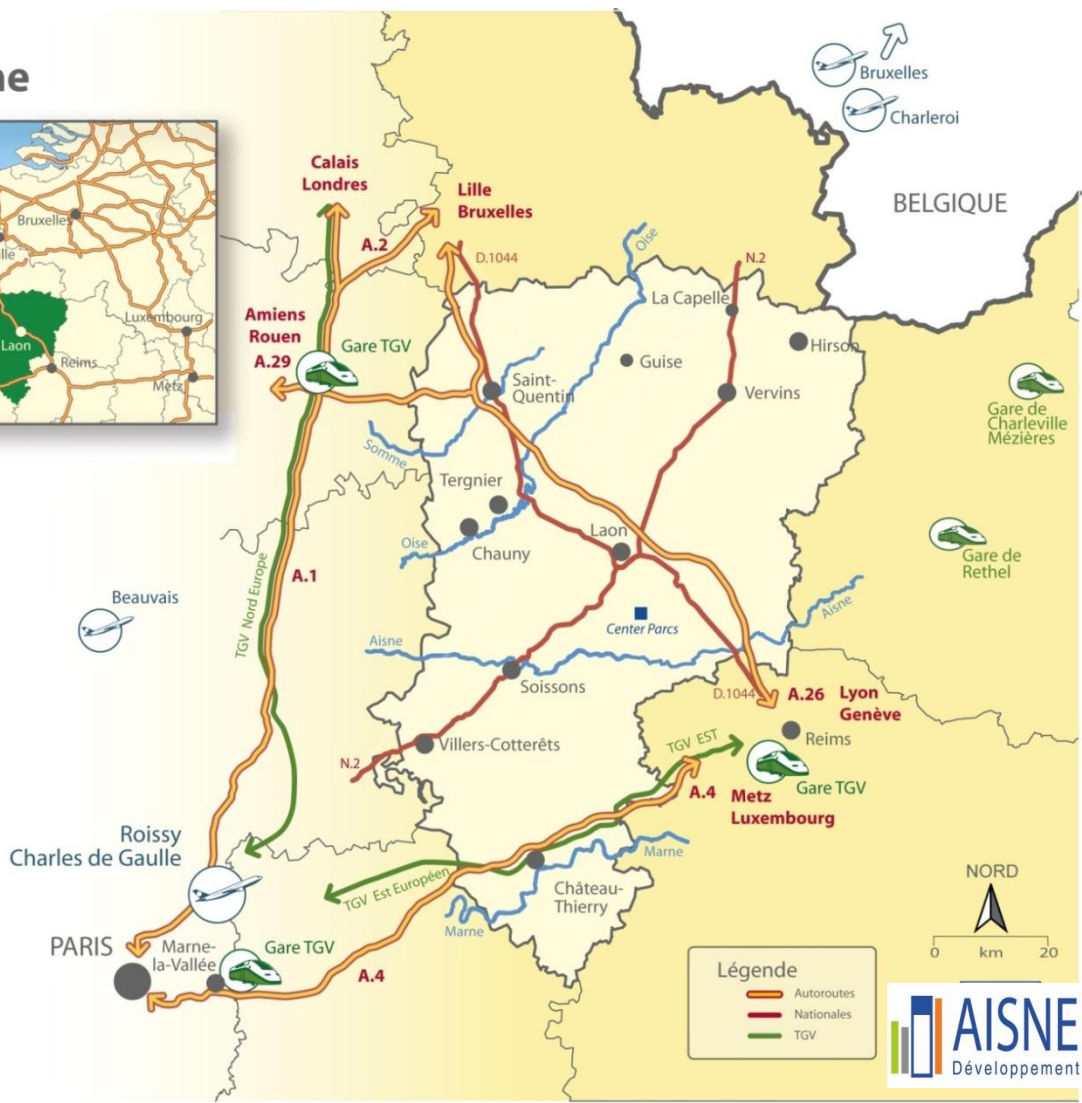 Bruxelles
Charleroi
BELGIQUE
Calais
Londres
Lille
Bruxelles
A.2
D.1044
Oise
N.2
La Capelle
Bruxelles
Luxembourg
Laon
Reims
Metz
Amiens
Rouen
A.29
Gare TGV
Guise
Hirson
Saint-
Quentin
Vervins
Gare de
Charleville
Mézières
Somme
Tergnier
Oise
Chauny
Laon
Gare de
Rethel
TGV Nord Europe
A.1
Beauvais
Center Parcs
Aisne
Aisne
Soissons
D.1044
A.26
Lyon
Genève
Reims
Villers-Cotterêts
N.2
TGV EST
Gare TGV
A.4
Metz
Luxembourg
Roissy
Charles de Gaulle
Marne
TGV Est Européen
Château-
Thierry
Marne
NORD
0 km 20
PARIS
Marne-
la-Vallée
Gare TGV
A.4
Légende
Autoroutes
Nationales
TGV
AISNE
Développement